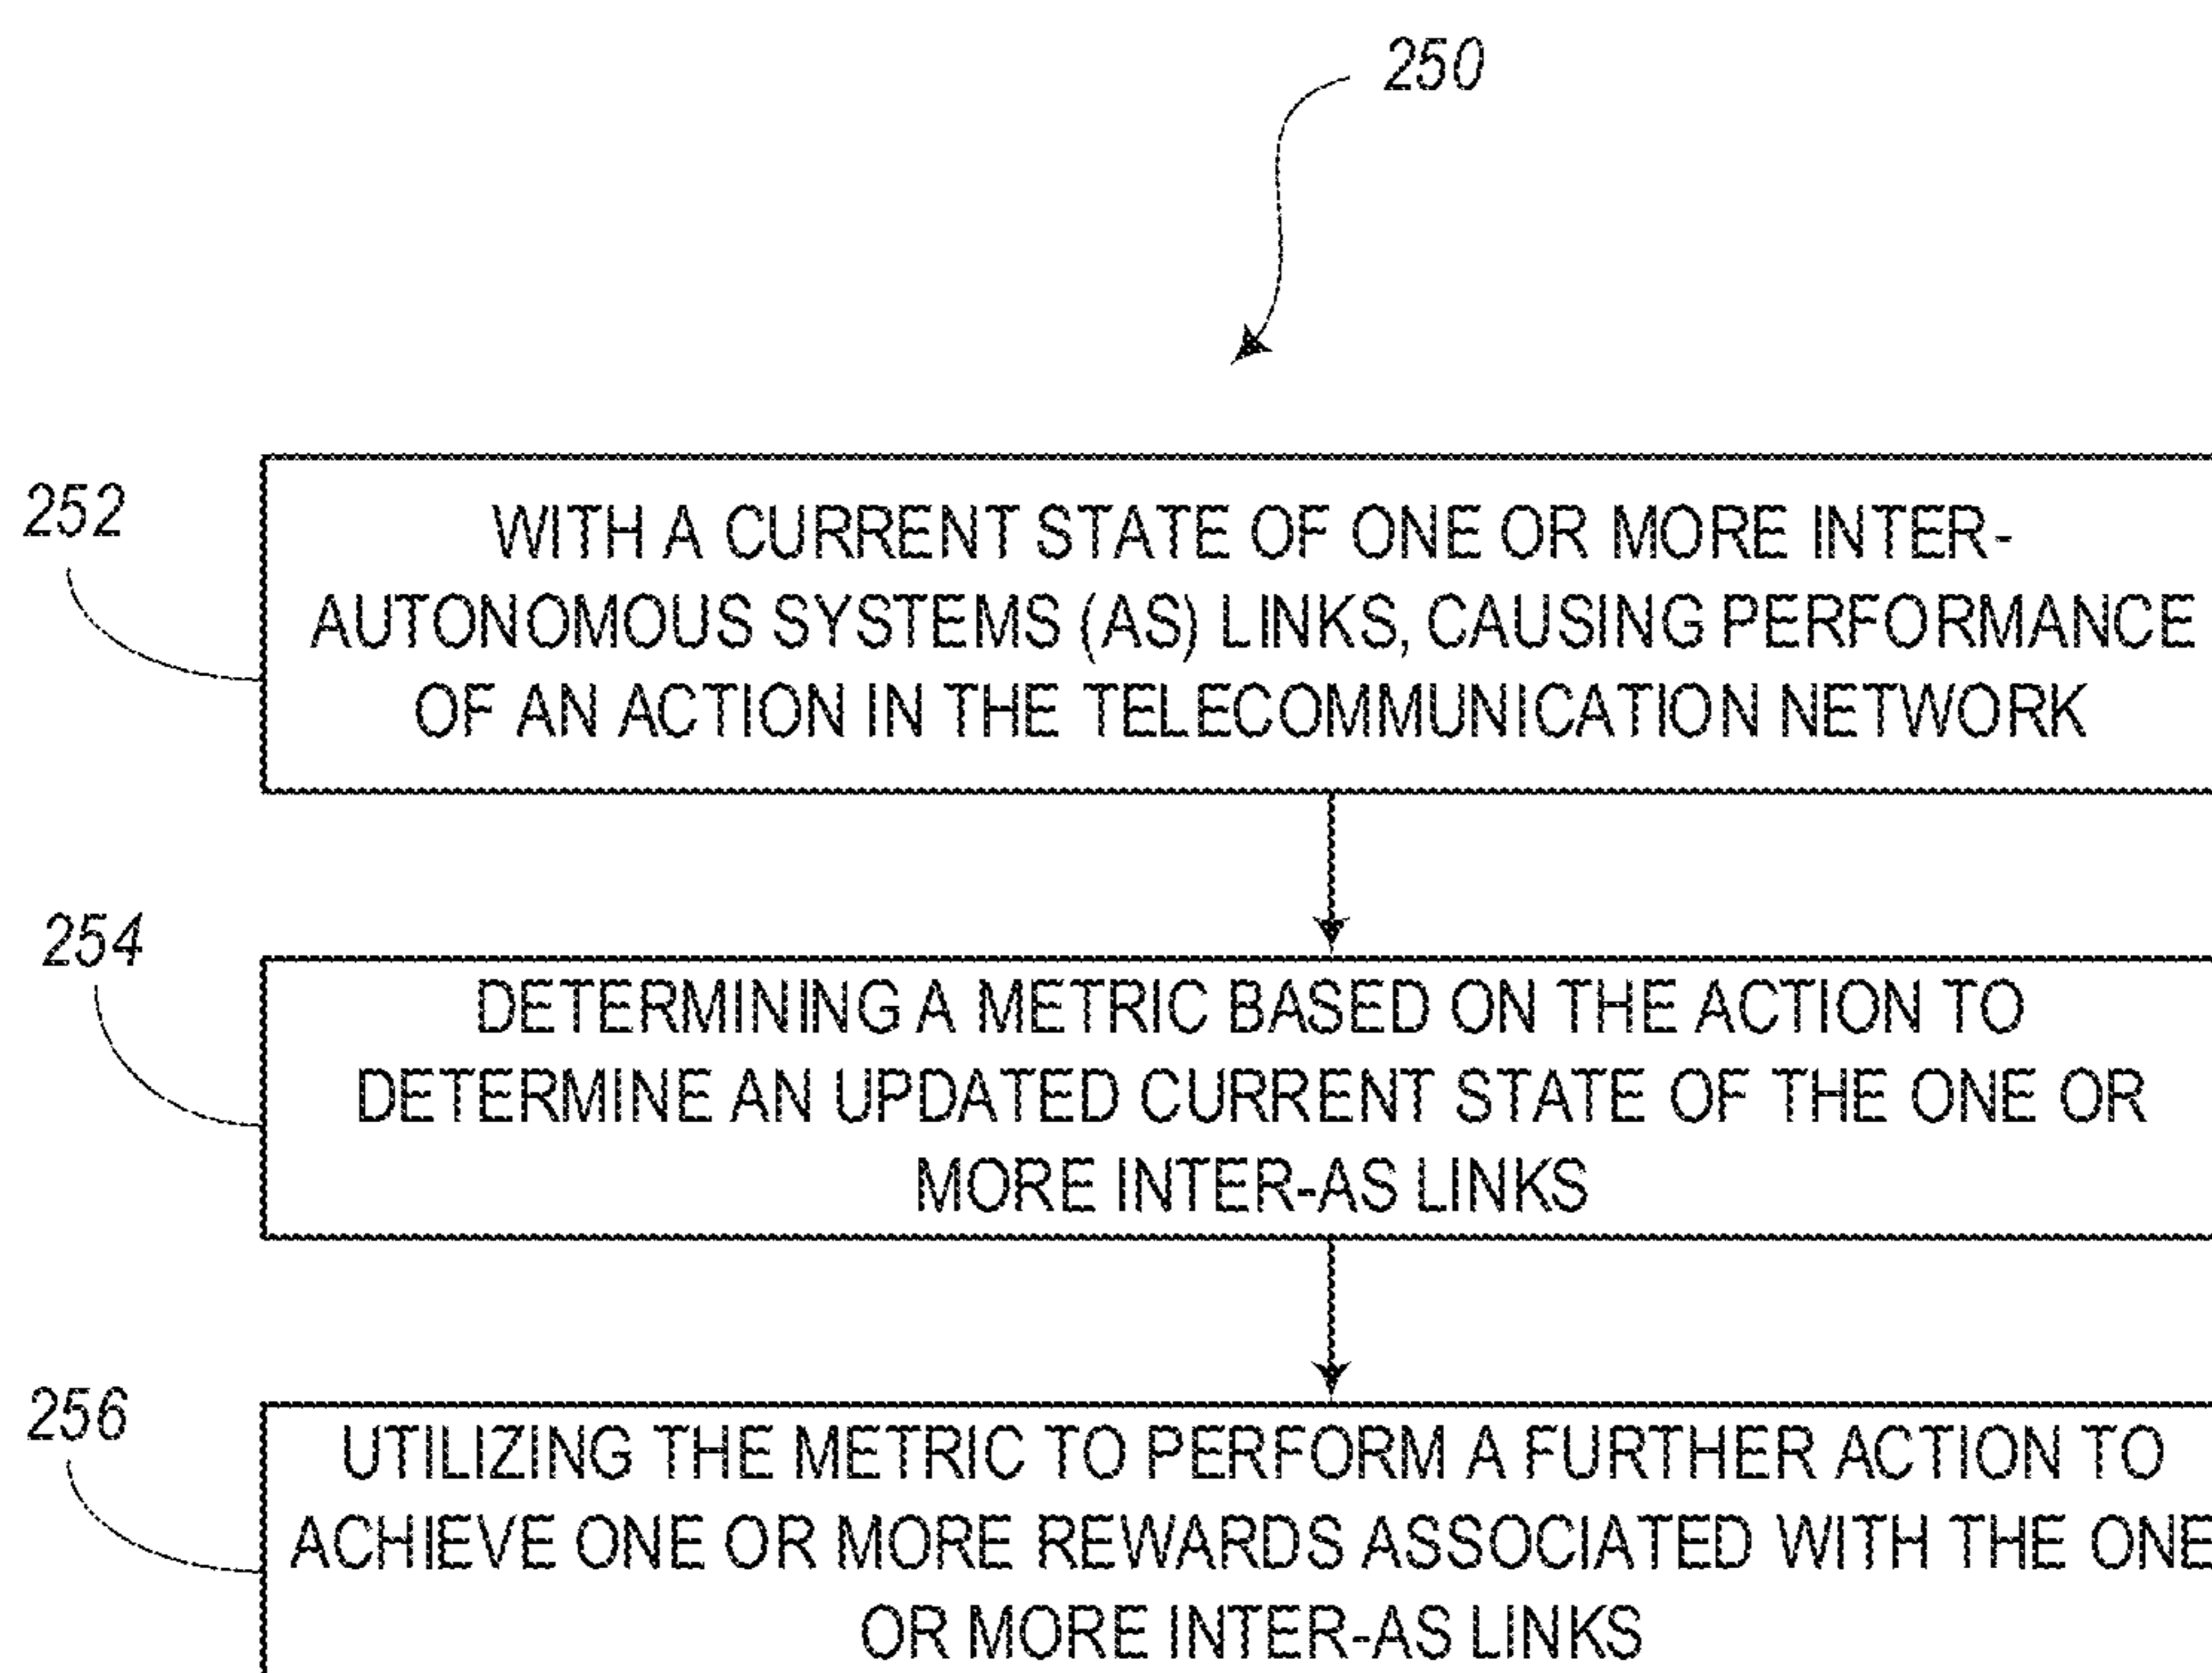 250
252
WITH A CURRENT STATE OF ONE OR MORE INTER-
AUTONOMOUS SYSTEMS (AS) LINKS, CAUSING PERFORMANCE
OF AN ACTION IN THE TELECOMMUNICATION NETWORK
254
DETERMINING A METRIC BASED ON THE ACTION TO
DETERMINE AN UPDATED CURRENT STATE OF THE ONE OR
MORE INTER-AS LINKS
256
UTILIZING THE METRIC TO PERFORM A FURTHER ACTION TO
ACHIEVE ONE OR MORE REWARDS ASSOCIATED WITH THE ONE
OR MORE INTER-AS LINKS